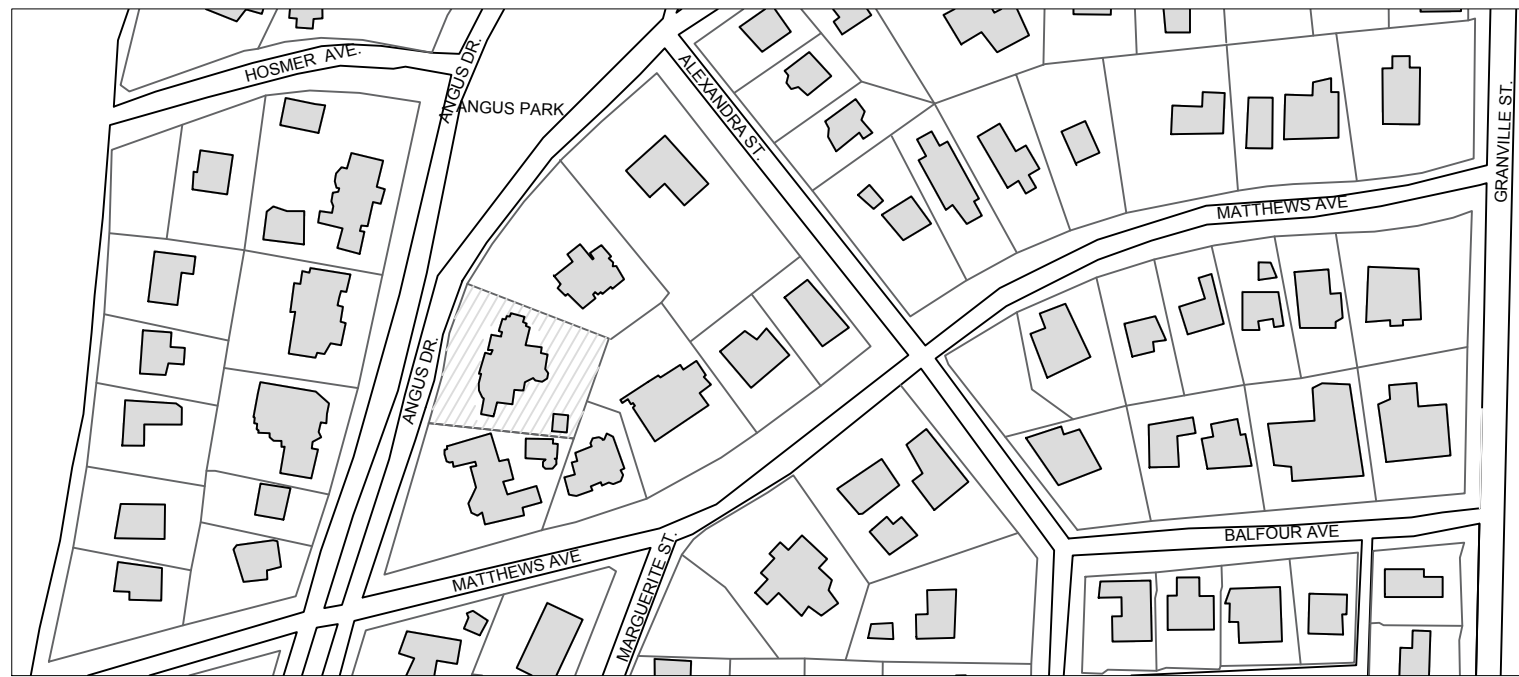 HOSMER AVE.
ANGUS DR.
ANGUS PARK
ALEXANDRA ST.
GRANVILLE ST.
MATTHEWS AVE
ANGUS DR.
BALFOUR AVE
MATTHEWS AVE
MARGUERITE ST.